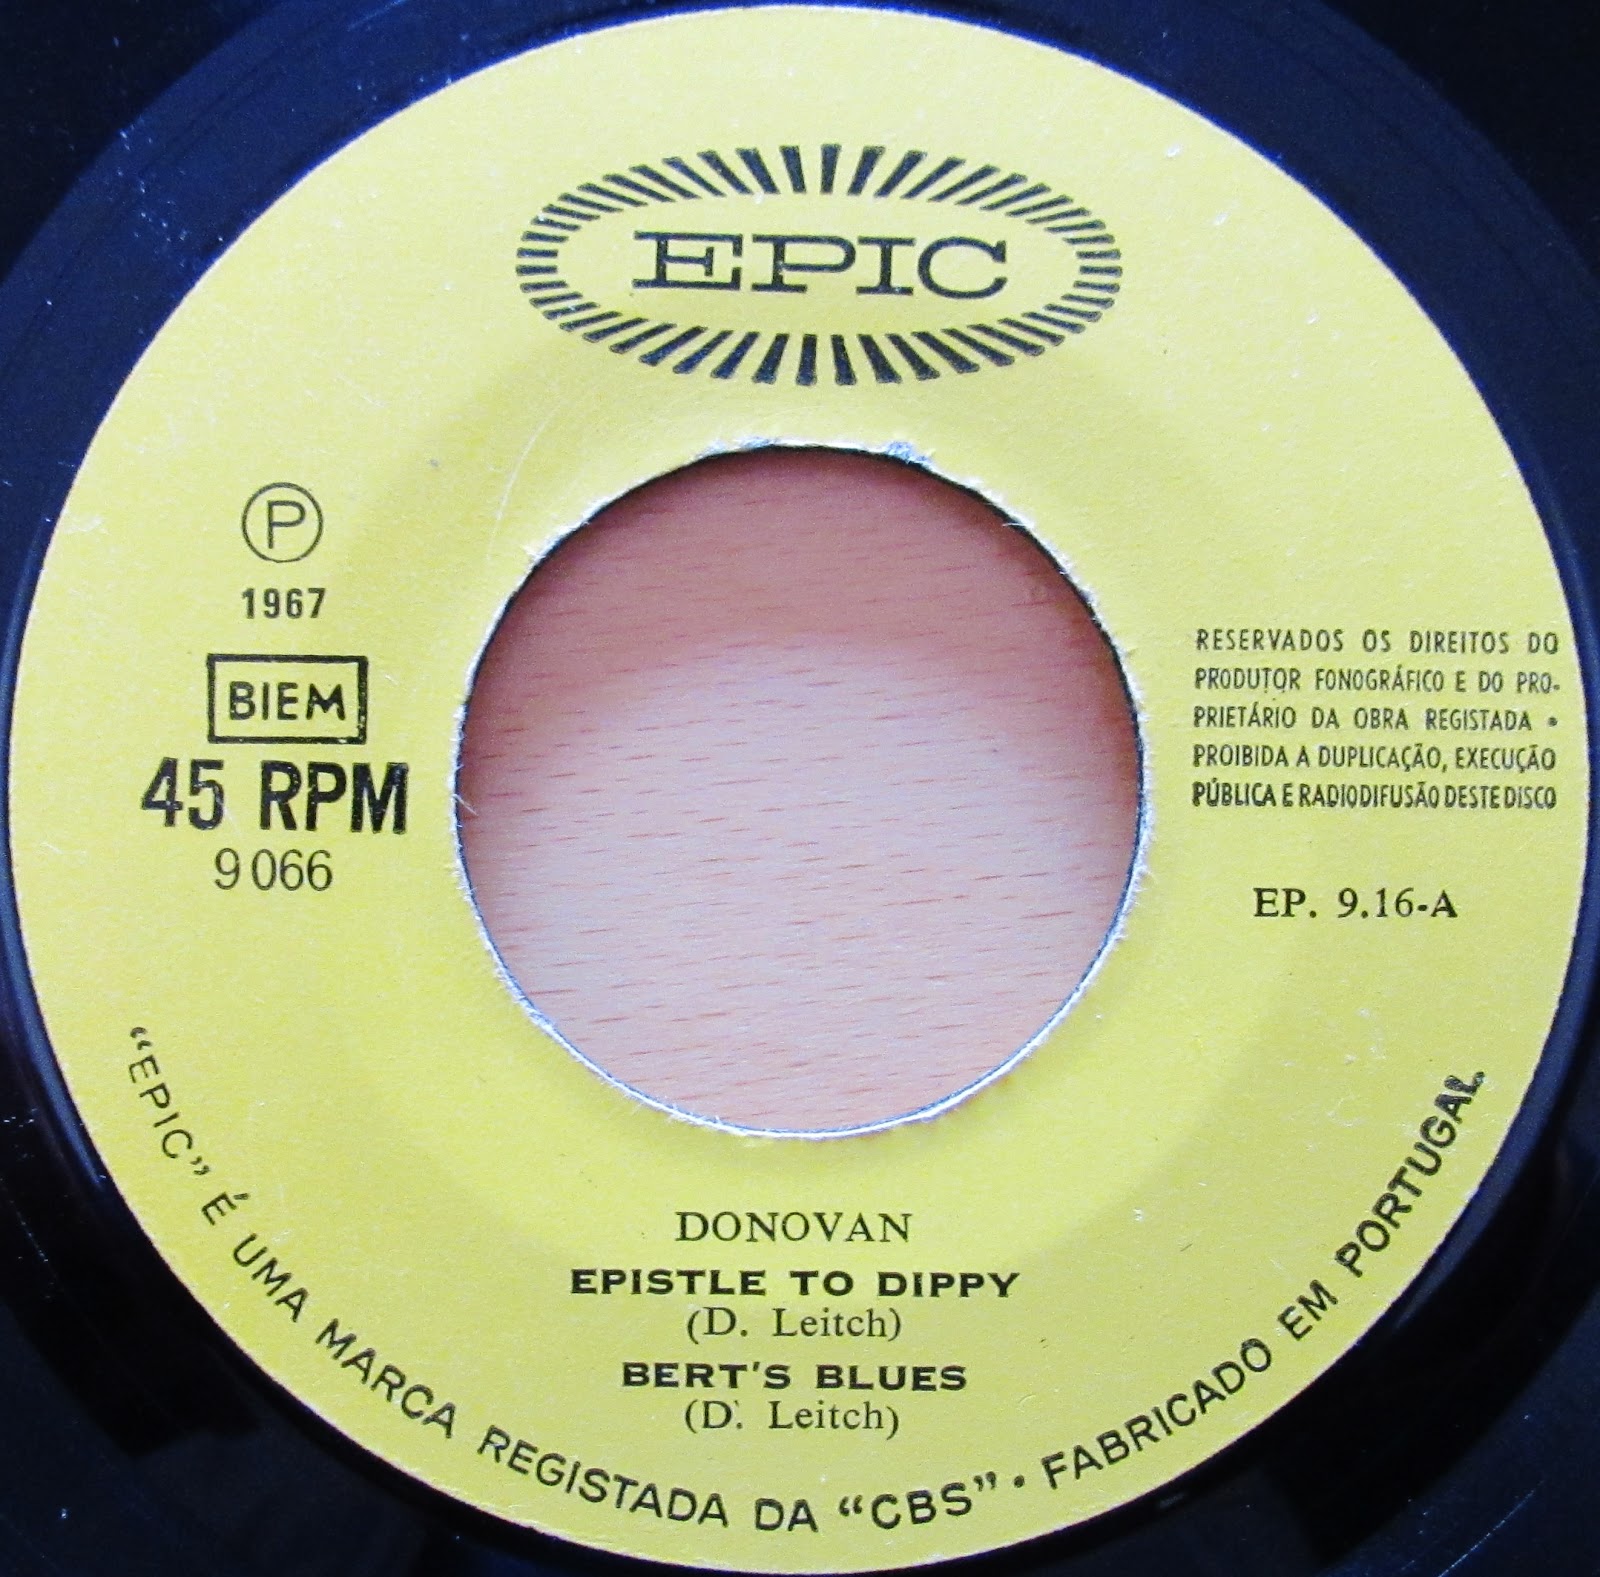 EPIC
P
1967
BIEM
45 RPM
9066
RESERVADOS OS DIREITOS DO
PRODUTOR FONOGRÁFICO E DO PRO-
PRIETÁRIO DA OBRA REGISTADA •
PROIBIDA A DUPLICAÇÃO, EXECUÇÃO
PÚBLICA E RADIODIFUSÃO DESTE DISCO
EP. 9.16-A
DONOVAN
EPISTLE TO DIPPY
(D. Leitch)
BERT'S BLUES
(D. Leitch)
“EPIC” É UMA MARCA REGISTADA DA “CBS” • FABRICADO EM PORTUGAL